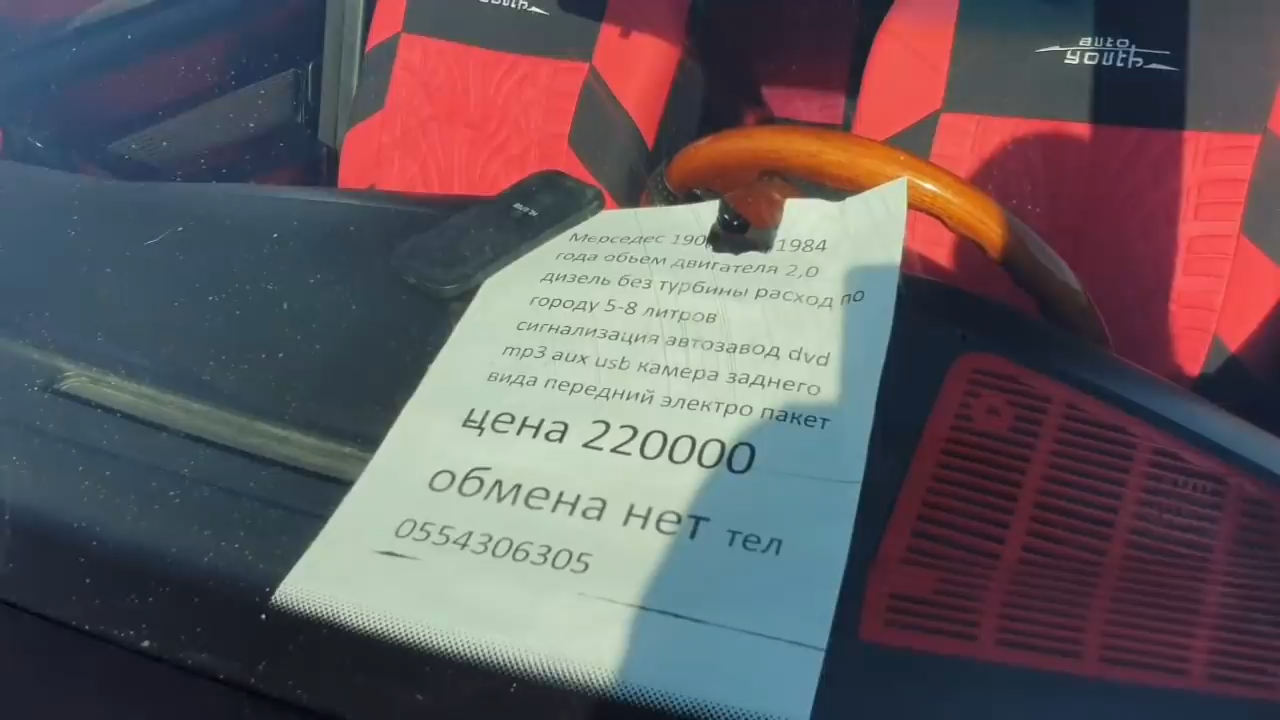 auto
youth
Мерседес 190 1984
года обьем двигателя 2,0
дизель без турбины расход по
городу 5-8 литров
сигнализация автозавод dvd
mp3 aux usb камера заднего
вида передний электро пакет
цена 220000
обмена нет тел
0554306305